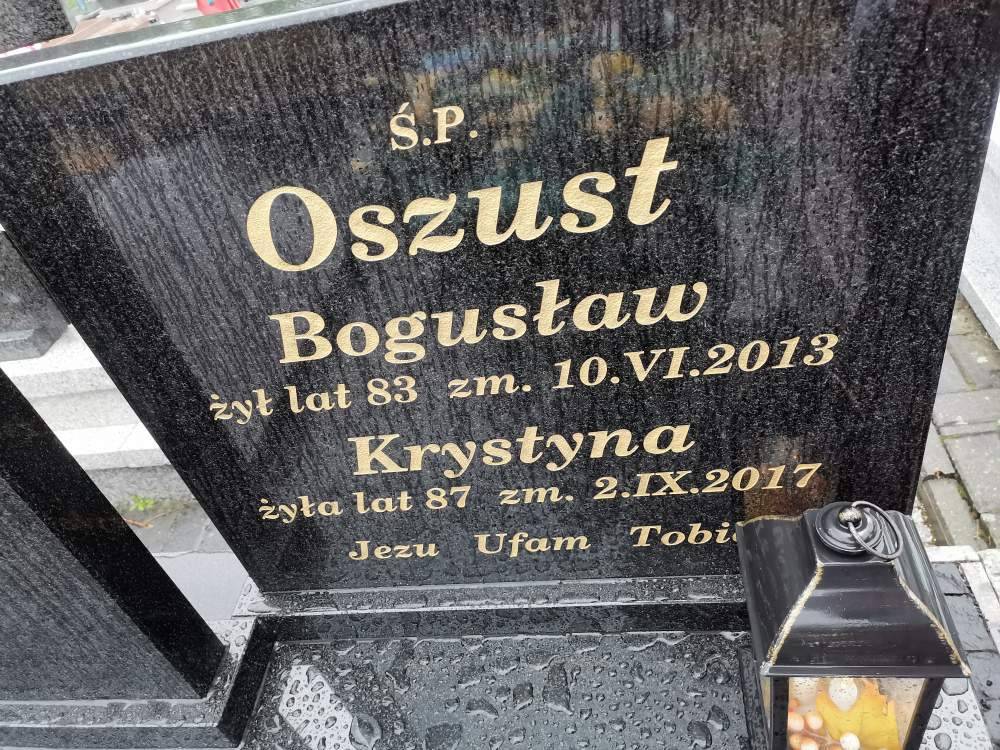 Ś.P.
Oszust
Bogusław
żył lat 83 zm. 10.VI.2013
Krystyna
żyła lat 87 zm. 2.IX.2017
Jezu Ufam